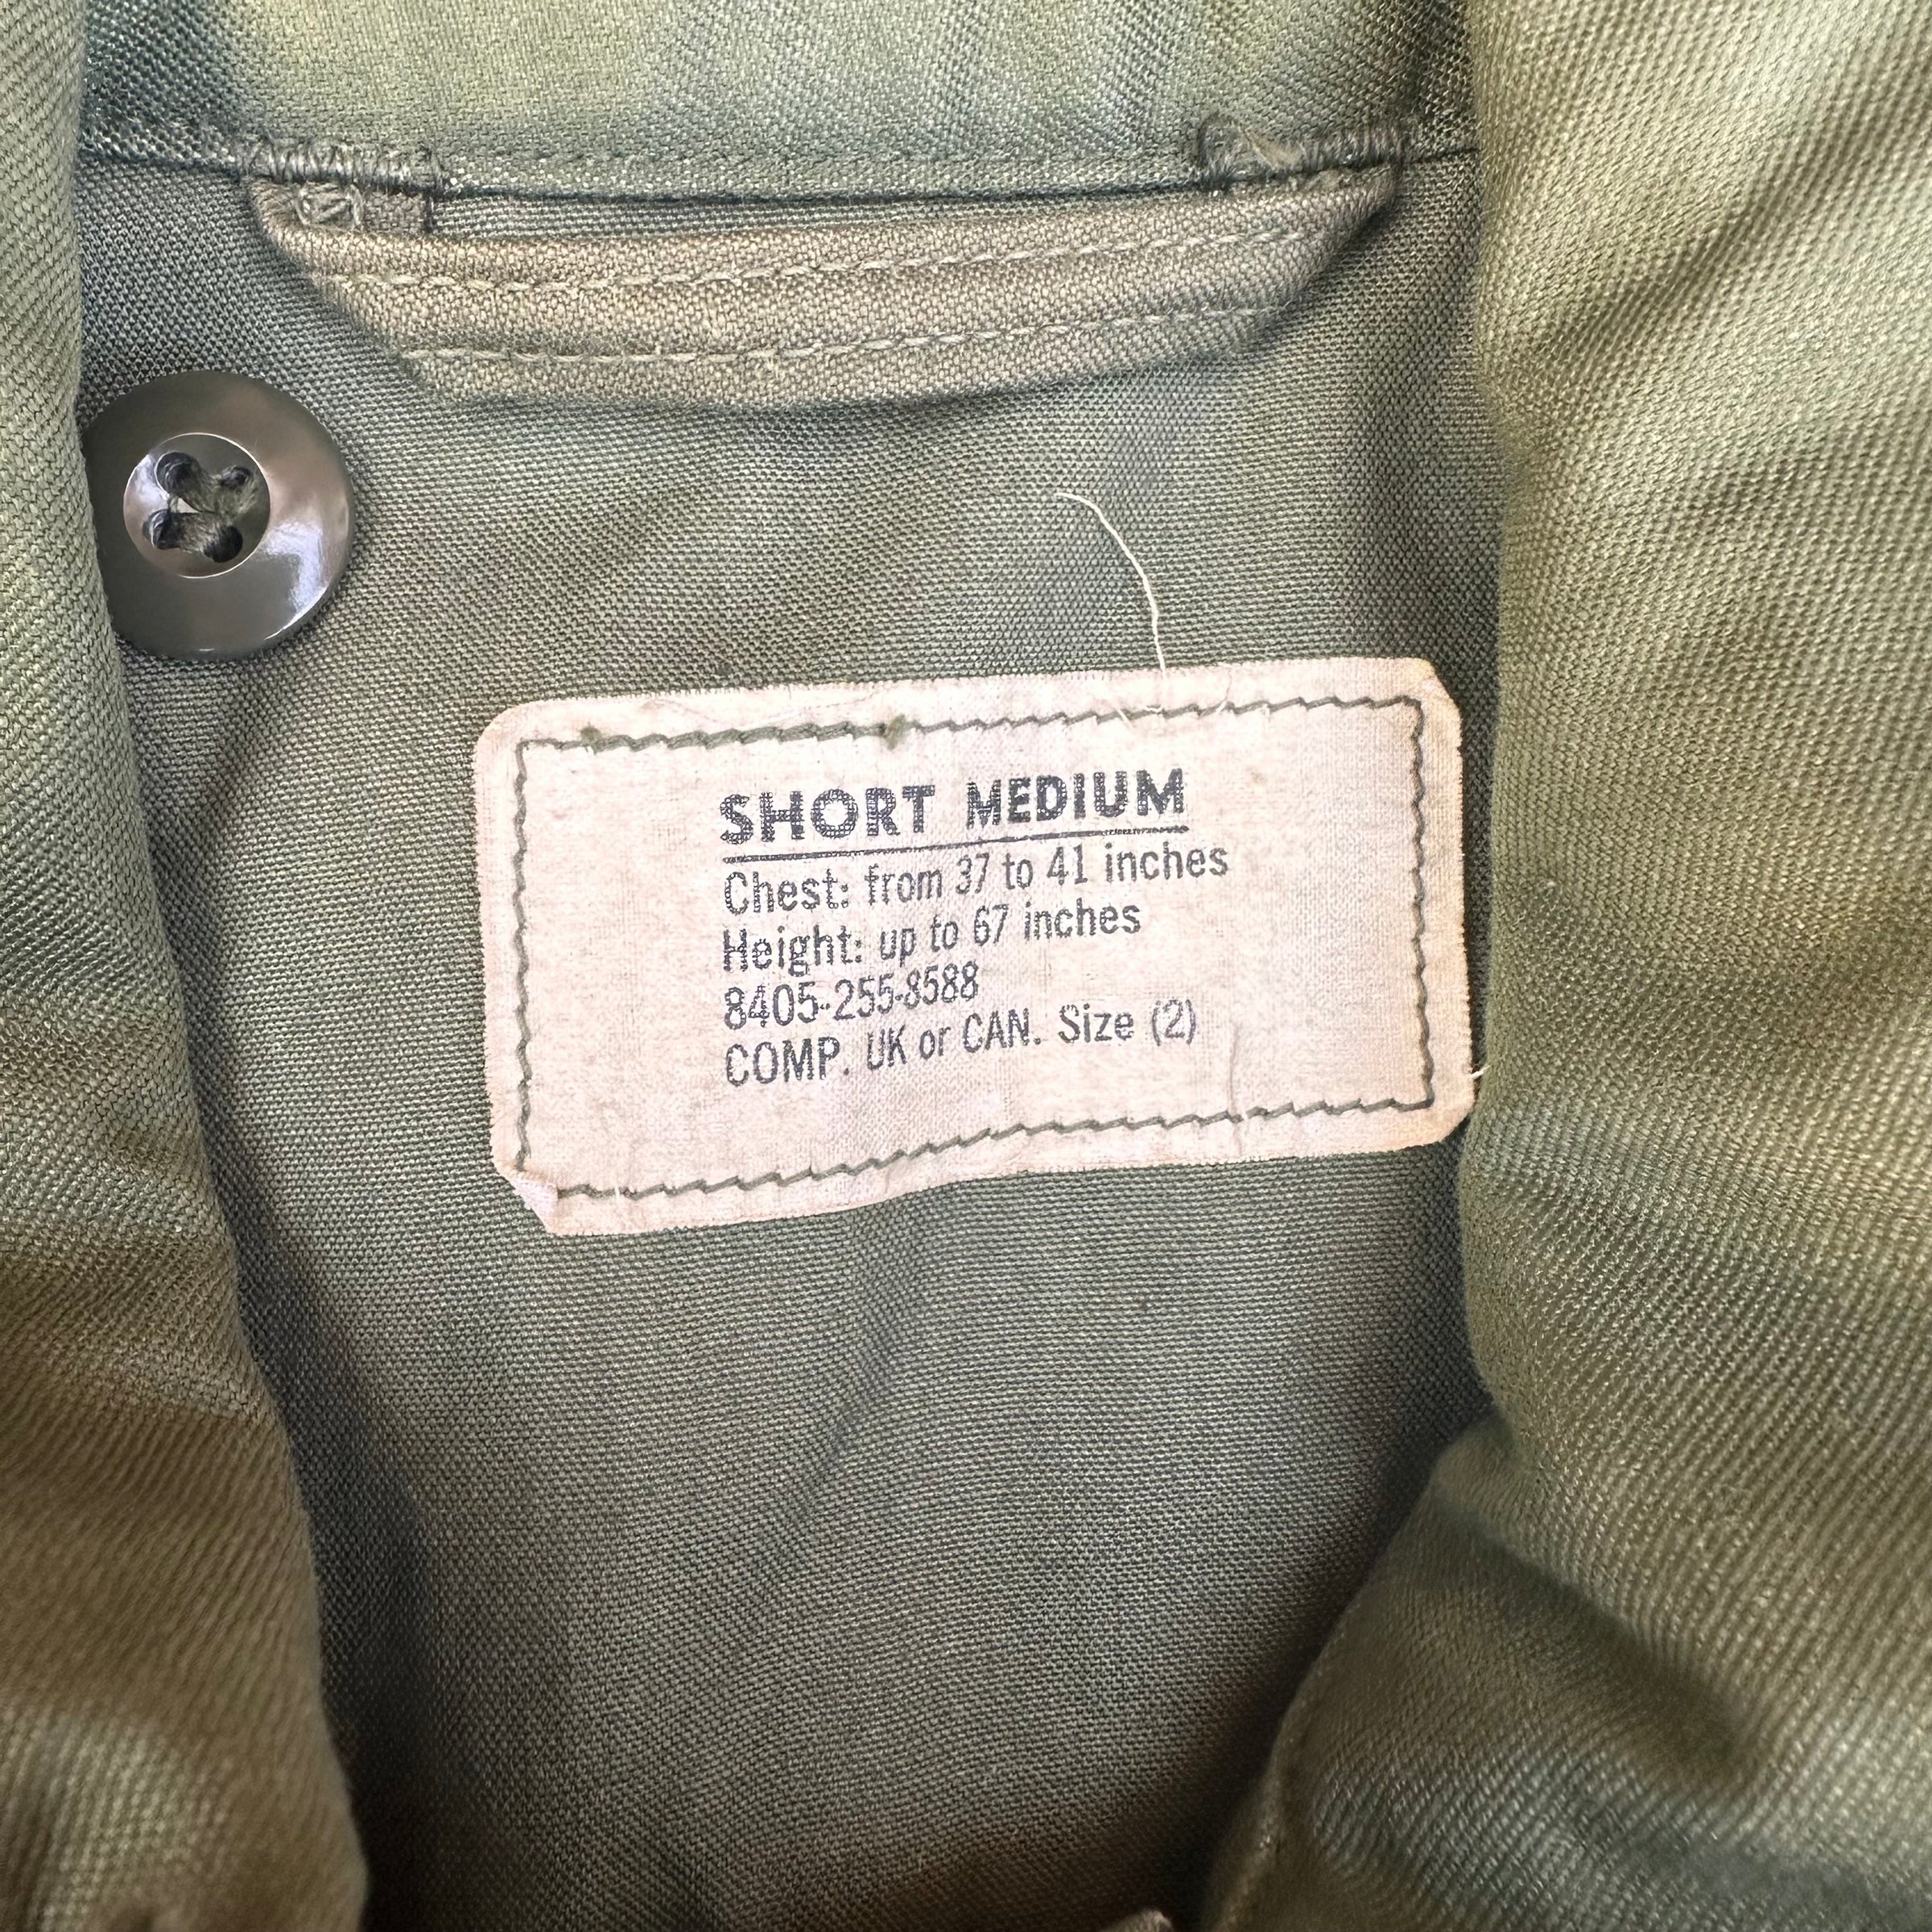 SHORT MEDIUM
Chest: from 37 to 41 inches
Height: up to 67 inches
8405-255-8588
COMP. UK or CAN. Size (2)